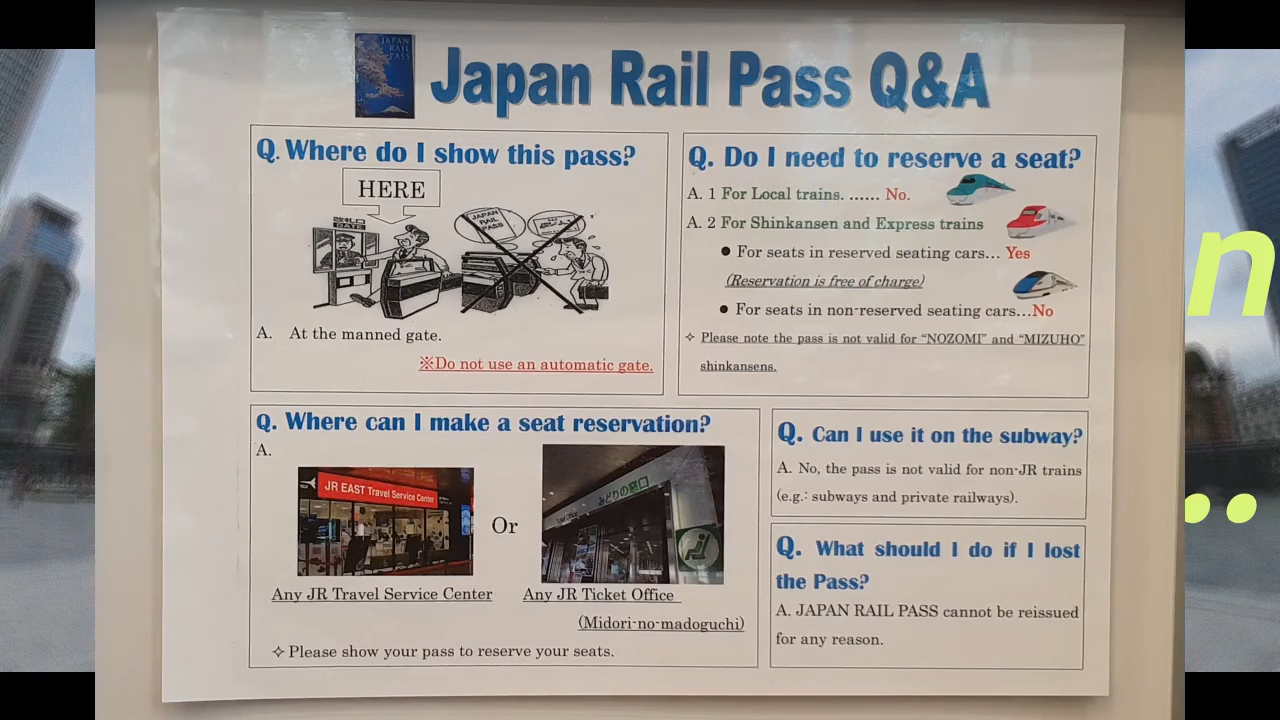 JAPAN
RAIL
PASS
Japan Rail Pass Q&A
Q. Where do I show this pass?
HERE
GATE
JAPAN
RAIL
PASS
A. At the manned gate.
※Do not use an automatic gate.
Q. Do I need to reserve a seat?
A. 1 For Local trains. ...... No.
A. 2 For Shinkansen and Express trains
● For seats in reserved seating cars... Yes
(Reservation is free of charge)
● For seats in non-reserved seating cars...No
✧ Please note the pass is not valid for "NOZOMI" and "MIZUHO"
shinkansens.
Q. Where can I make a seat reservation?
A.
JR EAST Travel Service Center
Or
みどりの窓口
Ticket Office
Any JR Travel Service Center
Any JR Ticket Office
(Midori-no-madoguchi)
✧ Please show your pass to reserve your seats.
Q. Can I use it on the subway?
A. No, the pass is not valid for non-JR trains
(e.g.: subways and private railways).
Q. What should I do if I lost
the Pass?
A. JAPAN RAIL PASS cannot be reissued
for any reason.
n
..